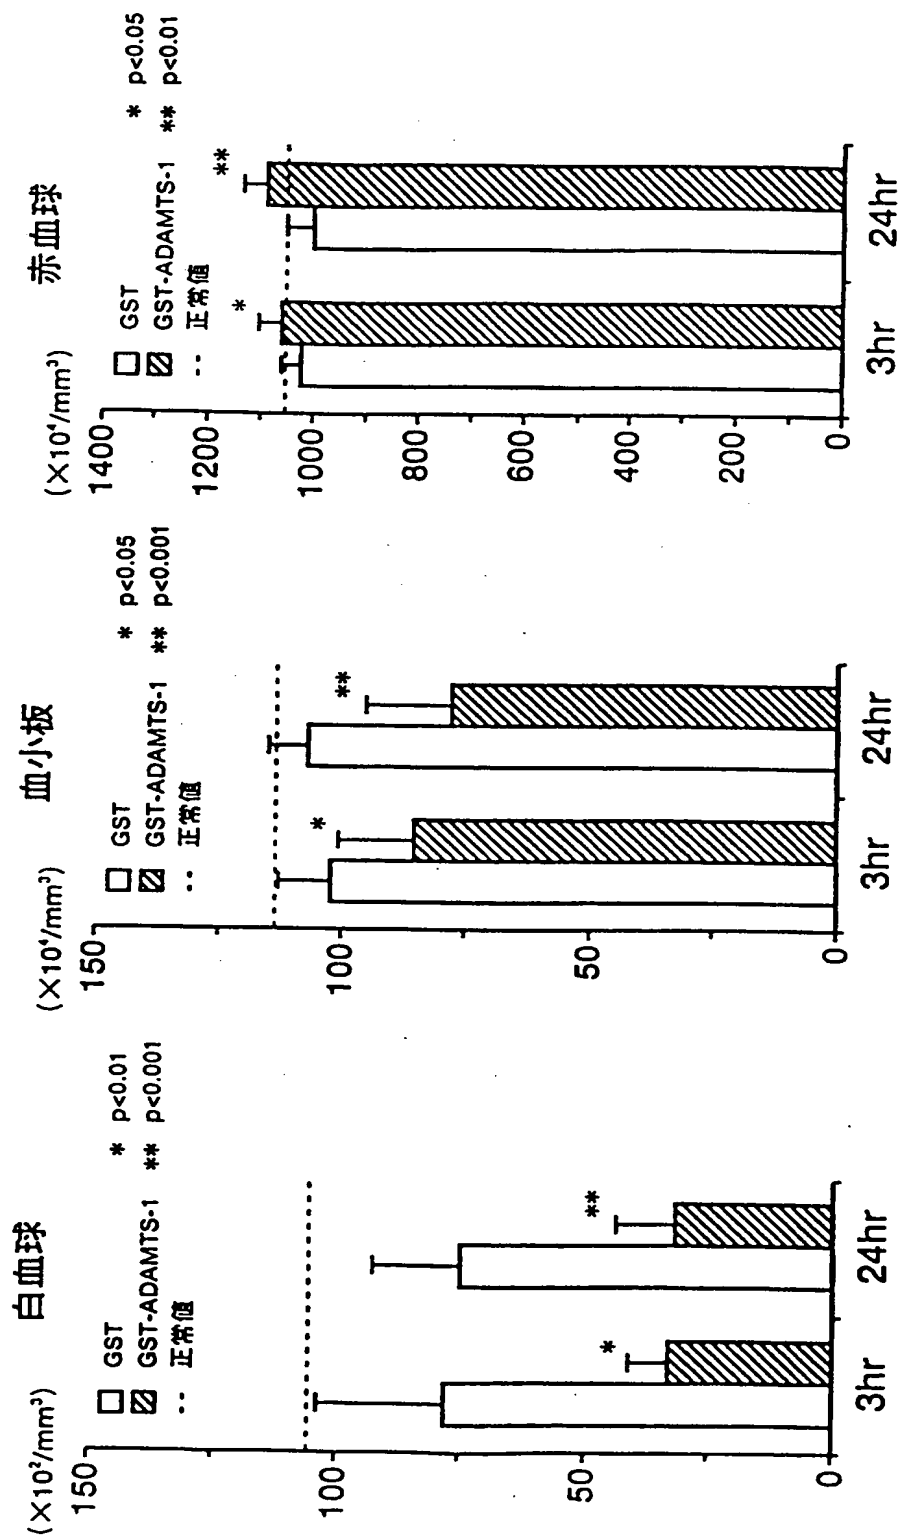 白血球
(×10²/mm³)
GST
GST-ADAMTS-1
正常値
* p<0.01
** p<0.001
150
100
50
0
*
**
3hr
24hr
血小板
(×10⁴/mm³)
GST
GST-ADAMTS-1
正常値
* p<0.05
** p<0.001
150
100
50
0
*
**
3hr
24hr
赤血球
(×10⁴/mm³)
GST
GST-ADAMTS-1
正常値
* p<0.05
** p<0.01
1400
1200
1000
800
600
400
200
0
*
**
3hr
24hr